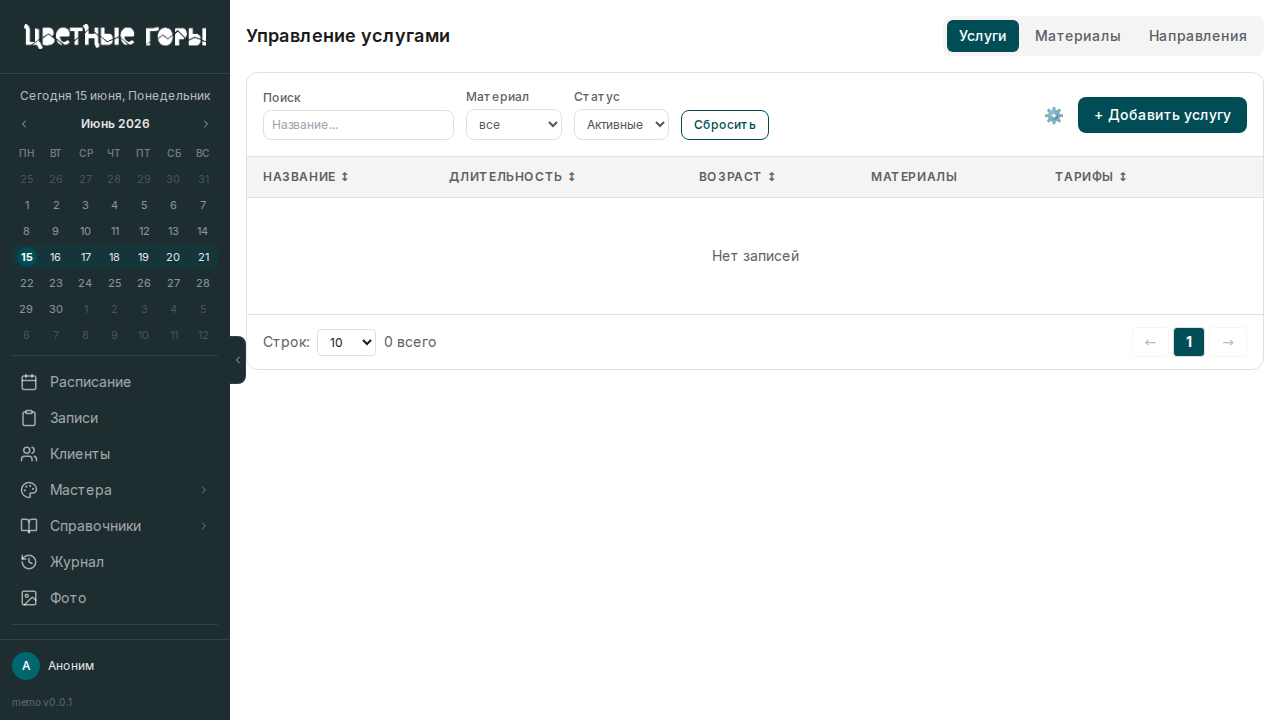 Цветные горы
Сегодня 15 июня, Понедельник
Июнь 2026
ПН ВТ СР ЧТ ПТ СБ ВС
25 26 27 28 29 30 31
1 2 3 4 5 6 7
8 9 10 11 12 13 14
15 16 17 18 19 20 21
22 23 24 25 26 27 28
29 30 1 2 3 4 5
6 7 8 9 10 11 12
Расписание
Записи
Клиенты
Мастера
Справочники
Журнал
Фото
А Аноним
memo v0.0.1
Управление услугами
Услуги Материалы Направления
Поиск Материал Статус
Название... все Активные Сбросить
+ Добавить услугу
НАЗВАНИЕ ↕ ДЛИТЕЛЬНОСТЬ ↕ ВОЗРАСТ ↕ МАТЕРИАЛЫ ТАРИФЫ ↕
Нет записей
Строк: 10 0 всего ← 1 →